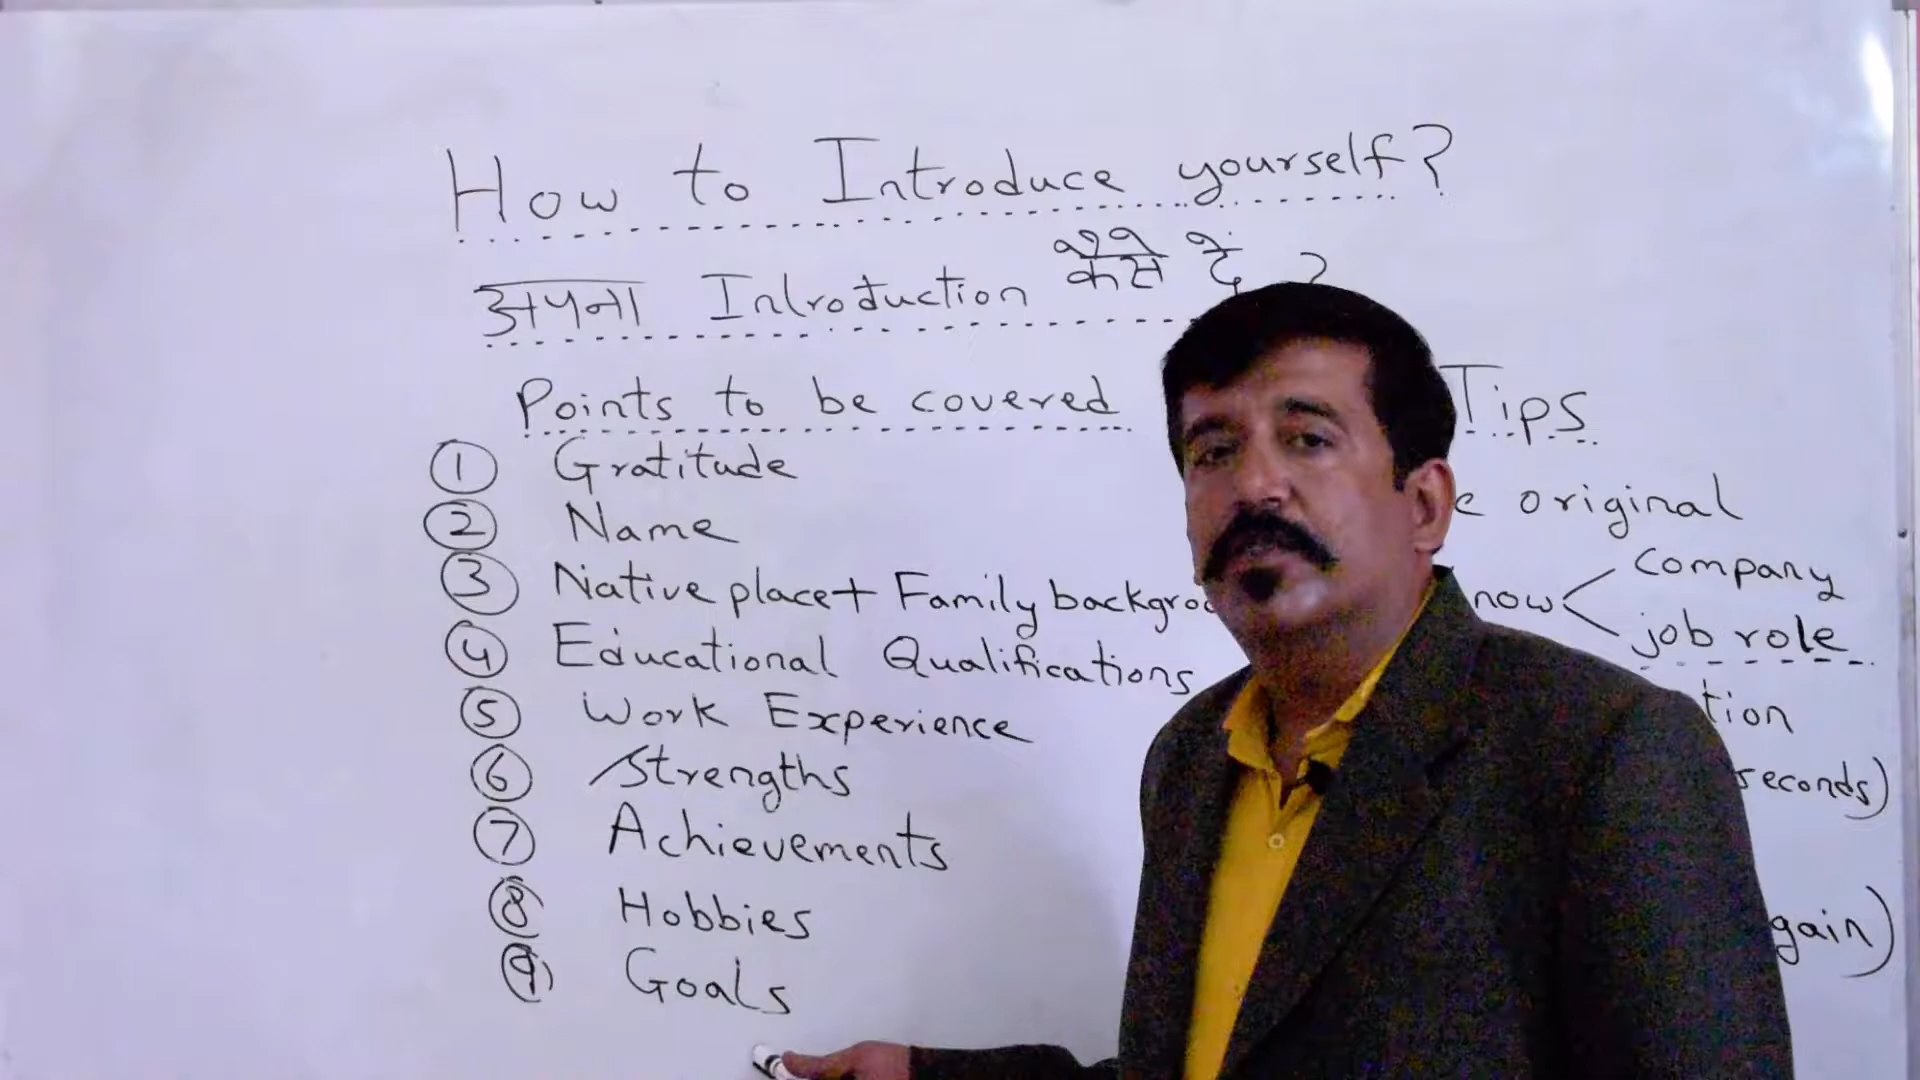 How to Introduce yourself?
अपना Introduction कैसे दें ?
Points to be covered
① Gratitude
② Name
③ Native place + Family
④ Educational Qualifications
⑤ Work Experience
⑥ Strengths
⑦ Achievements
⑧ Hobbies
⑨ Goals
Tips
original
company
job role
seconds)